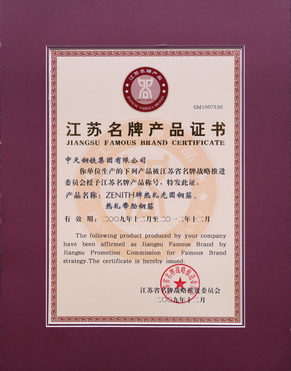 江苏名牌产品
SM1007530
江苏名牌产品证书
JIANGSU FAMOUS BRAND CERTIFICATE
中天钢铁集团有限公司
你单位生产的下列产品被江苏省名牌战略推进
委员会授予江苏名牌产品称号，特发此证。
产品名称：ZENITH牌热轧光圆钢筋、
热轧带肋钢筋
有 效 期：二○○九年十二月至二○一二年十二月
The following product produced by your company
have been affirmed as Jiangsu Famous Brand by
Jiangsu Promotion Commission for Famous Brand
strategy.The certificate is hereby issued.
江苏省名牌战略推进委员会
二○○九年十二月